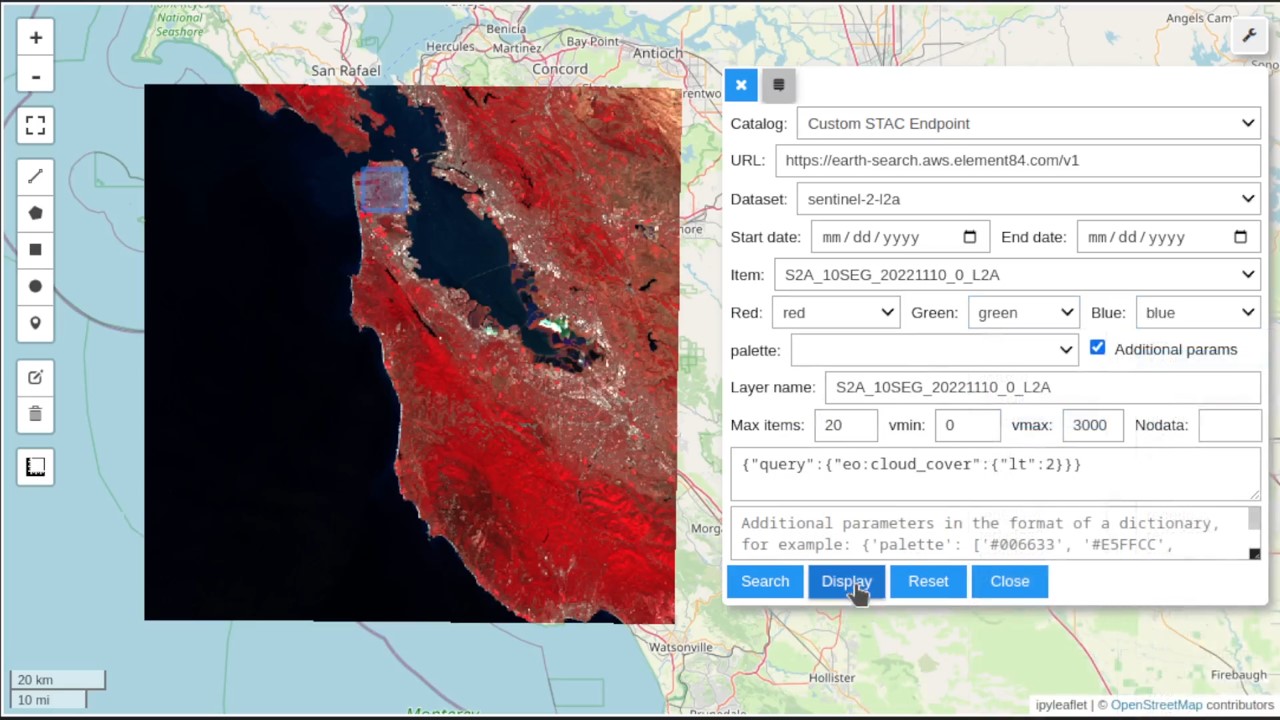 Point Reyes
National
Seashore
San Rafael
Hercules
Benicia
Martinez
Bay Point
Antioch
Concord
Angels Cam
+
-
Catalog: Custom STAC Endpoint
URL: https://earth-search.aws.element84.com/v1
Dataset: sentinel-2-l2a
Start date: mm/dd/yyyy End date: mm/dd/yyyy
Item: S2A_10SEG_20221110_0_L2A
Red: red Green: green Blue: blue
palette: Additional params
Layer name: S2A_10SEG_20221110_0_L2A
Max items: 20 vmin: 0 vmax: 3000 Nodata:
{"query":{"eo:cloud_cover":{"lt":2}}}
Additional parameters in the format of a dictionary,
for example: {'palette': ['#006633', '#E5FFCC',
Search Display Reset Close
Watsonville
Hollister
Firebaugh
20 km
10 mi
Monterey
ipyleaflet | © OpenStreetMap contributors